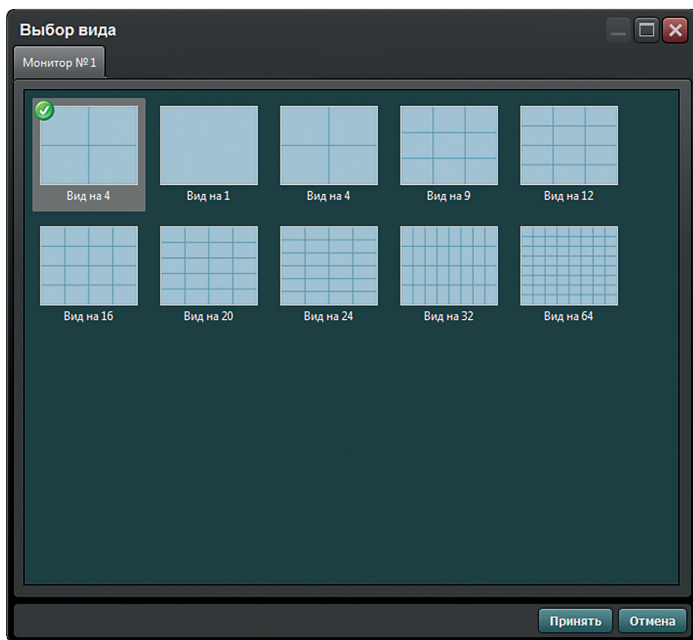 Выбор вида
Монитор №1
Вид на 4
Вид на 1
Вид на 4
Вид на 9
Вид на 12
Вид на 16
Вид на 20
Вид на 24
Вид на 32
Вид на 64
Принять
Отмена